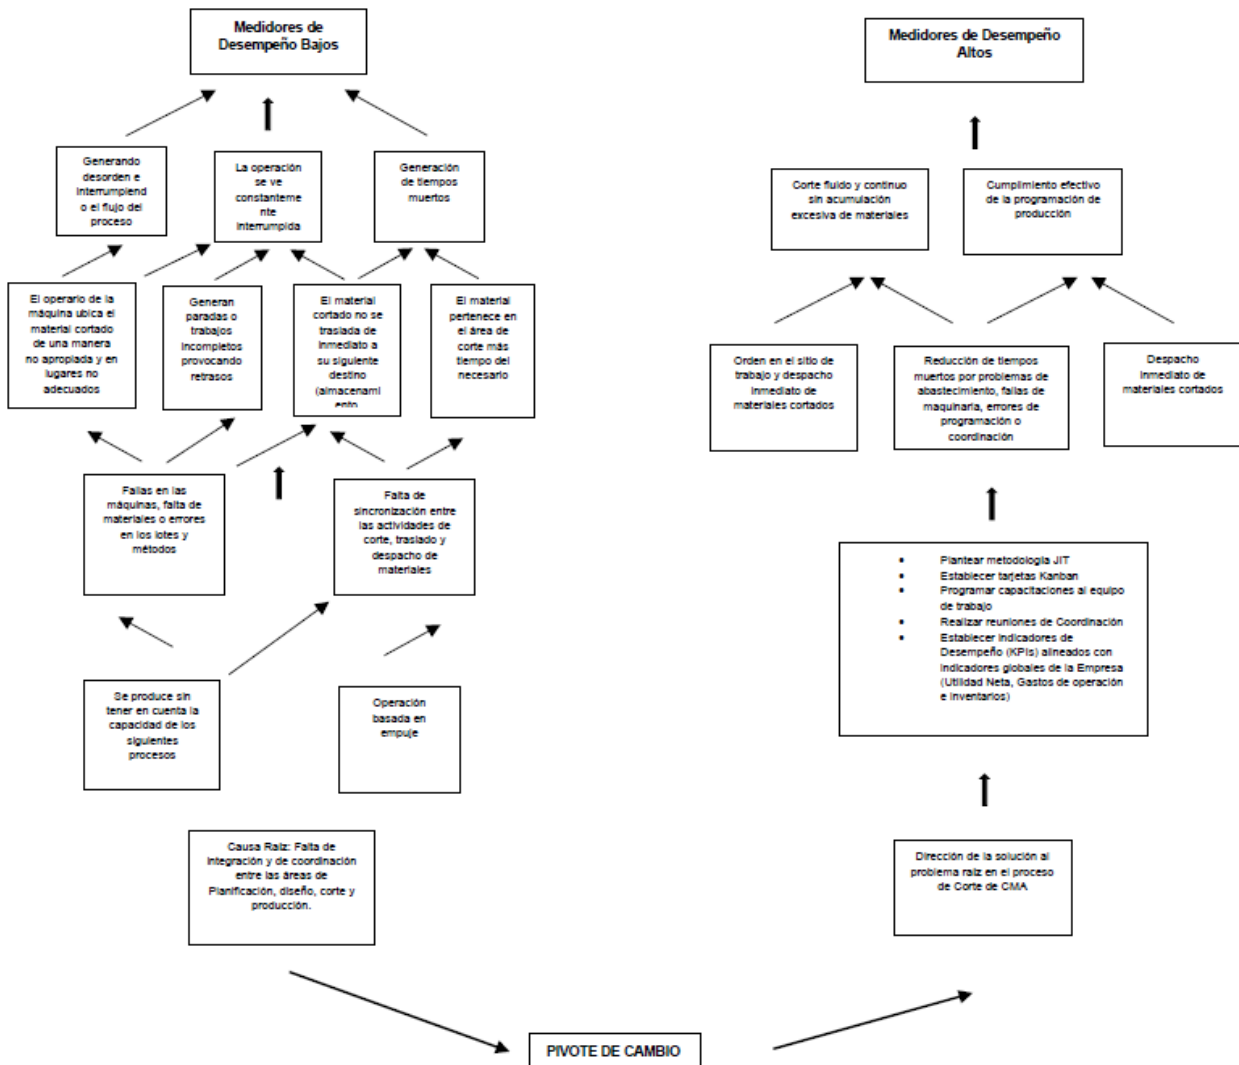 Medidores de
Desempeño Bajos
Medidores de Desempeño
Altos
Generando
desorden e
interrumpiend
o el flujo del
proceso
La operación
se ve
constanteme
nte
interrumpida
Generación
de tiempos
muertos
Corte fluido y continuo
sin acumulación
excesiva de materiales
Cumplimiento efectivo
de la programación de
producción
El operario de la
máquina ubica el
material cortado
de una manera
no apropiada y en
lugares no
adecuados
Generan
paradas o
trabajos
incompletos
provocando
retrasos
El material
cortado no se
traslada de
inmediato a
su siguiente
destino
(almacenami
ento
El material
pertenece en
el área de
corte más
tiempo del
necesario
Orden en el sitio de
trabajo y despacho
inmediato de
materiales cortados
Reducción de tiempos
muertos por problemas de
abastecimiento, fallas de
maquinaria, errores de
programación o
coordinación
Despacho
inmediato de
materiales cortados
Fallas en las
máquinas, falta de
materiales o errores
en los lotes y
métodos
Falta de
sincronización entre
las actividades de
corte, traslado y
despacho de
materiales
• Plantear metodología JIT
• Establecer tarjetas Kanban
• Programar capacitaciones al equipo
de trabajo
• Realizar reuniones de Coordinación
• Establecer indicadores de
Desempeño (KPIs) alineados con
indicadores globales de la Empresa
(Utilidad Neta, Gastos de operación
e inventarios)
Se produce sin
tener en cuenta la
capacidad de los
siguientes
procesos
Operación
basada en
empuje
Causa Raíz: Falta de
integración y de coordinación
entre las áreas de
Planificación, diseño, corte y
producción.
Dirección de la solución al
problema raíz en el proceso
de Corte de CMA
PIVOTE DE CAMBIO